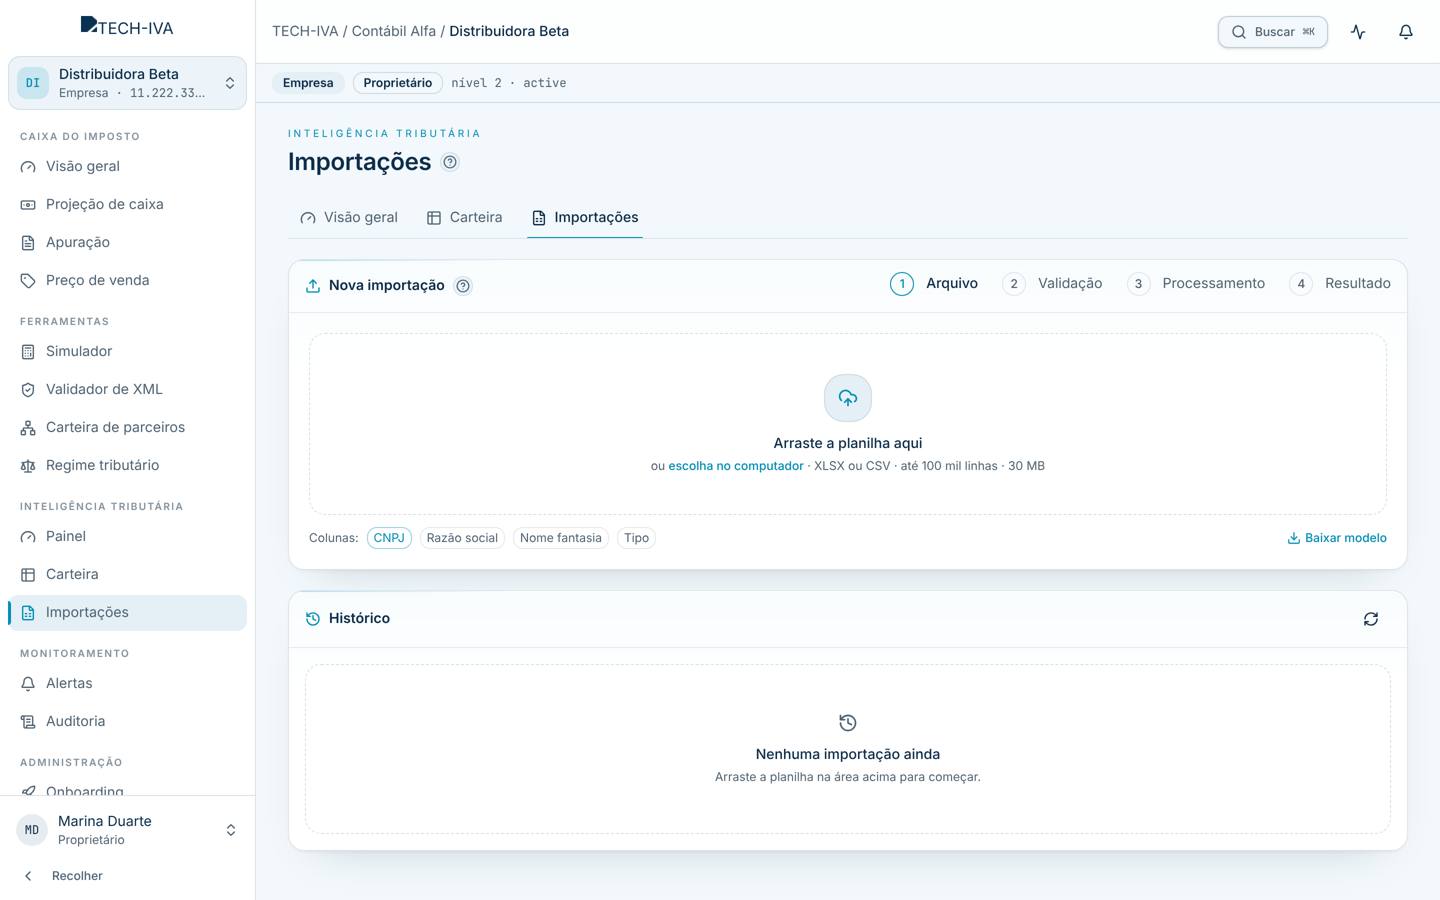 TECH-IVA
DI
Distribuidora Beta
Empresa · 11.222.33...
CAIXA DO IMPOSTO
Visão geral
Projeção de caixa
Apuração
Preço de venda
FERRAMENTAS
Simulador
Validador de XML
Carteira de parceiros
Regime tributário
INTELIGÊNCIA TRIBUTÁRIA
Painel
Carteira
Importações
MONITORAMENTO
Alertas
Auditoria
ADMINISTRAÇÃO
Onboarding
MD
Marina Duarte
Proprietário
Recolher
TECH-IVA / Contábil Alfa / Distribuidora Beta
Buscar ⌘K
Empresa Proprietário nível 2 · active
INTELIGÊNCIA TRIBUTÁRIA
Importações
Visão geral Carteira Importações
Nova importação
1 Arquivo 2 Validação 3 Processamento 4 Resultado
Arraste a planilha aqui
ou escolha no computador · XLSX ou CSV · até 100 mil linhas · 30 MB
Colunas: CNPJ Razão social Nome fantasia Tipo
Baixar modelo
Histórico
Nenhuma importação ainda
Arraste a planilha na área acima para começar.